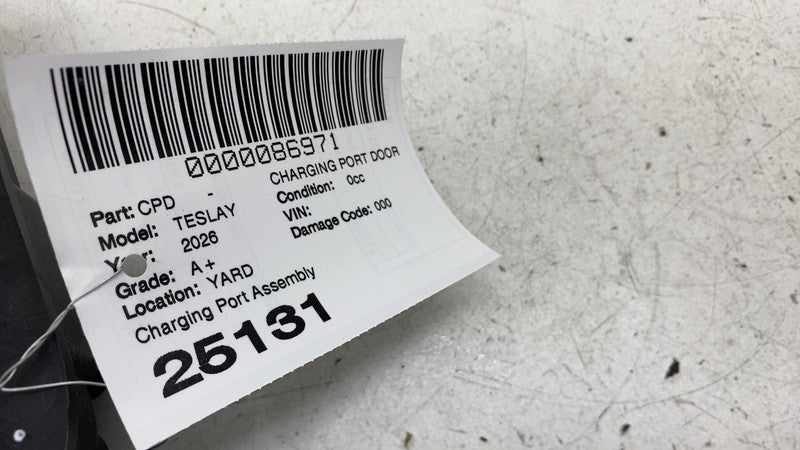 0000086971
Part: CPD - CHARGING PORT DOOR
Model: TESLAY Condition: 0cc
Year: 2026 VIN:
Grade: A+ Damage Code: 000
Location: YARD
Charging Port Assembly
25131